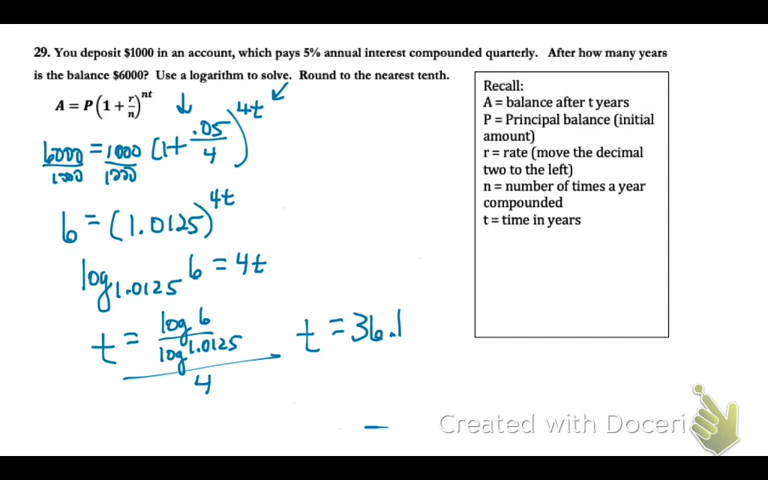 29. You deposit $1000 in an account, which pays 5% annual interest compounded quarterly. After how many years
is the balance $6000? Use a logarithm to solve. Round to the nearest tenth.
A = P(1 + r/n)^nt
6000/1000 = 1000/1000 (1 + .05/4)^4t
6 = (1.0125)^4t
log_1.0125 6 = 4t
t = (log 6 / log 1.0125) / 4
t = 36.1
Recall:
A = balance after t years
P = Principal balance (initial
amount)
r = rate (move the decimal
two to the left)
n = number of times a year
compounded
t = time in years
Created with Doceri